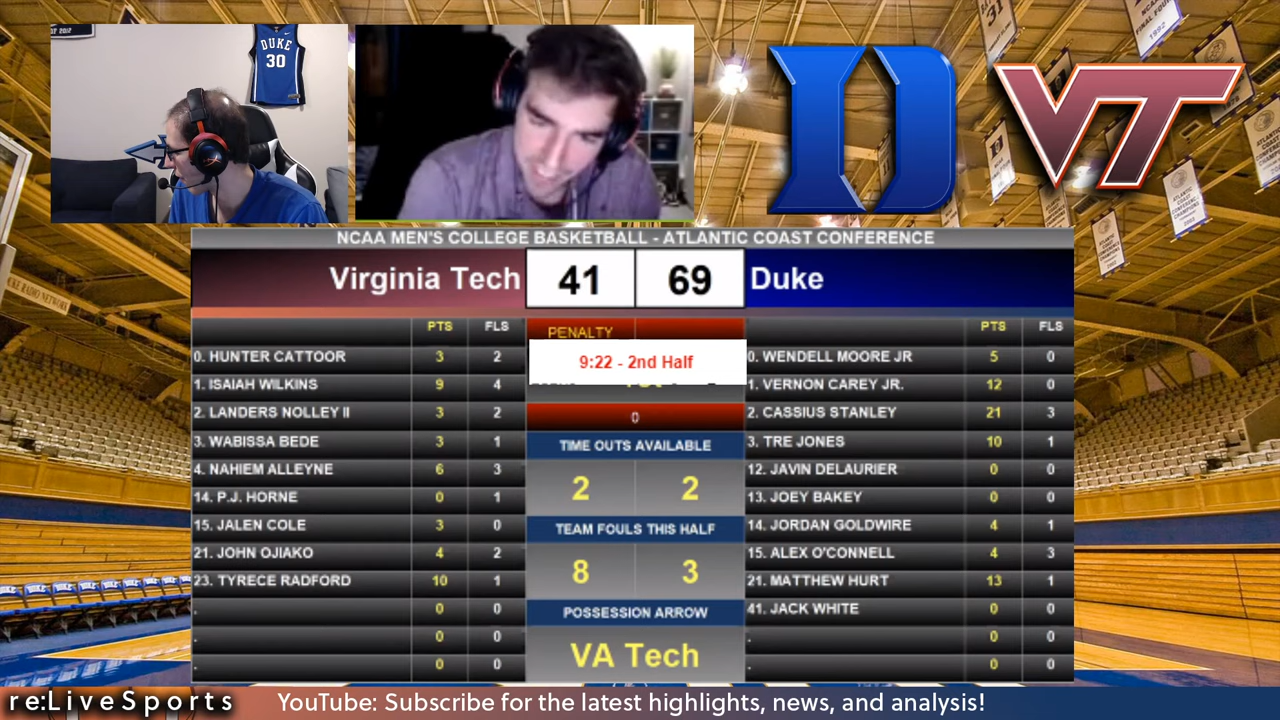 DUKE
30
VT
NCAA MEN'S COLLEGE BASKETBALL - ATLANTIC COAST CONFERENCE
Virginia Tech 41 69 Duke
PTS FLS PENALTY PTS FLS
0. HUNTER CATTOOR 3 2 9:22 - 2nd Half 0. WENDELL MOORE JR 5 0
1. ISAIAH WILKINS 9 4 1. VERNON CAREY JR. 12 0
2. LANDERS NOLLEY II 3 2 0 2. CASSIUS STANLEY 21 3
3. WABISSA BEDE 3 1 TIME OUTS AVAILABLE 3. TRE JONES 10 1
4. NAHIEM ALLEYNE 6 3 2 2 12. JAVIN DELAURIER 0 0
14. P.J. HORNE 0 1 13. JOEY BAKEY 0 0
15. JALEN COLE 3 0 TEAM FOULS THIS HALF 14. JORDAN GOLDWIRE 4 1
21. JOHN OJIAKO 4 2 8 3 15. ALEX O'CONNELL 4 3
23. TYRECE RADFORD 10 1 21. MATTHEW HURT 13 1
. 0 0 POSSESSION ARROW 41. JACK WHITE 0 0
. 0 0 VA Tech 0 0
. 0 0 0 0
re:LiveSports YouTube: Subscribe for the latest highlights, news, and analysis!